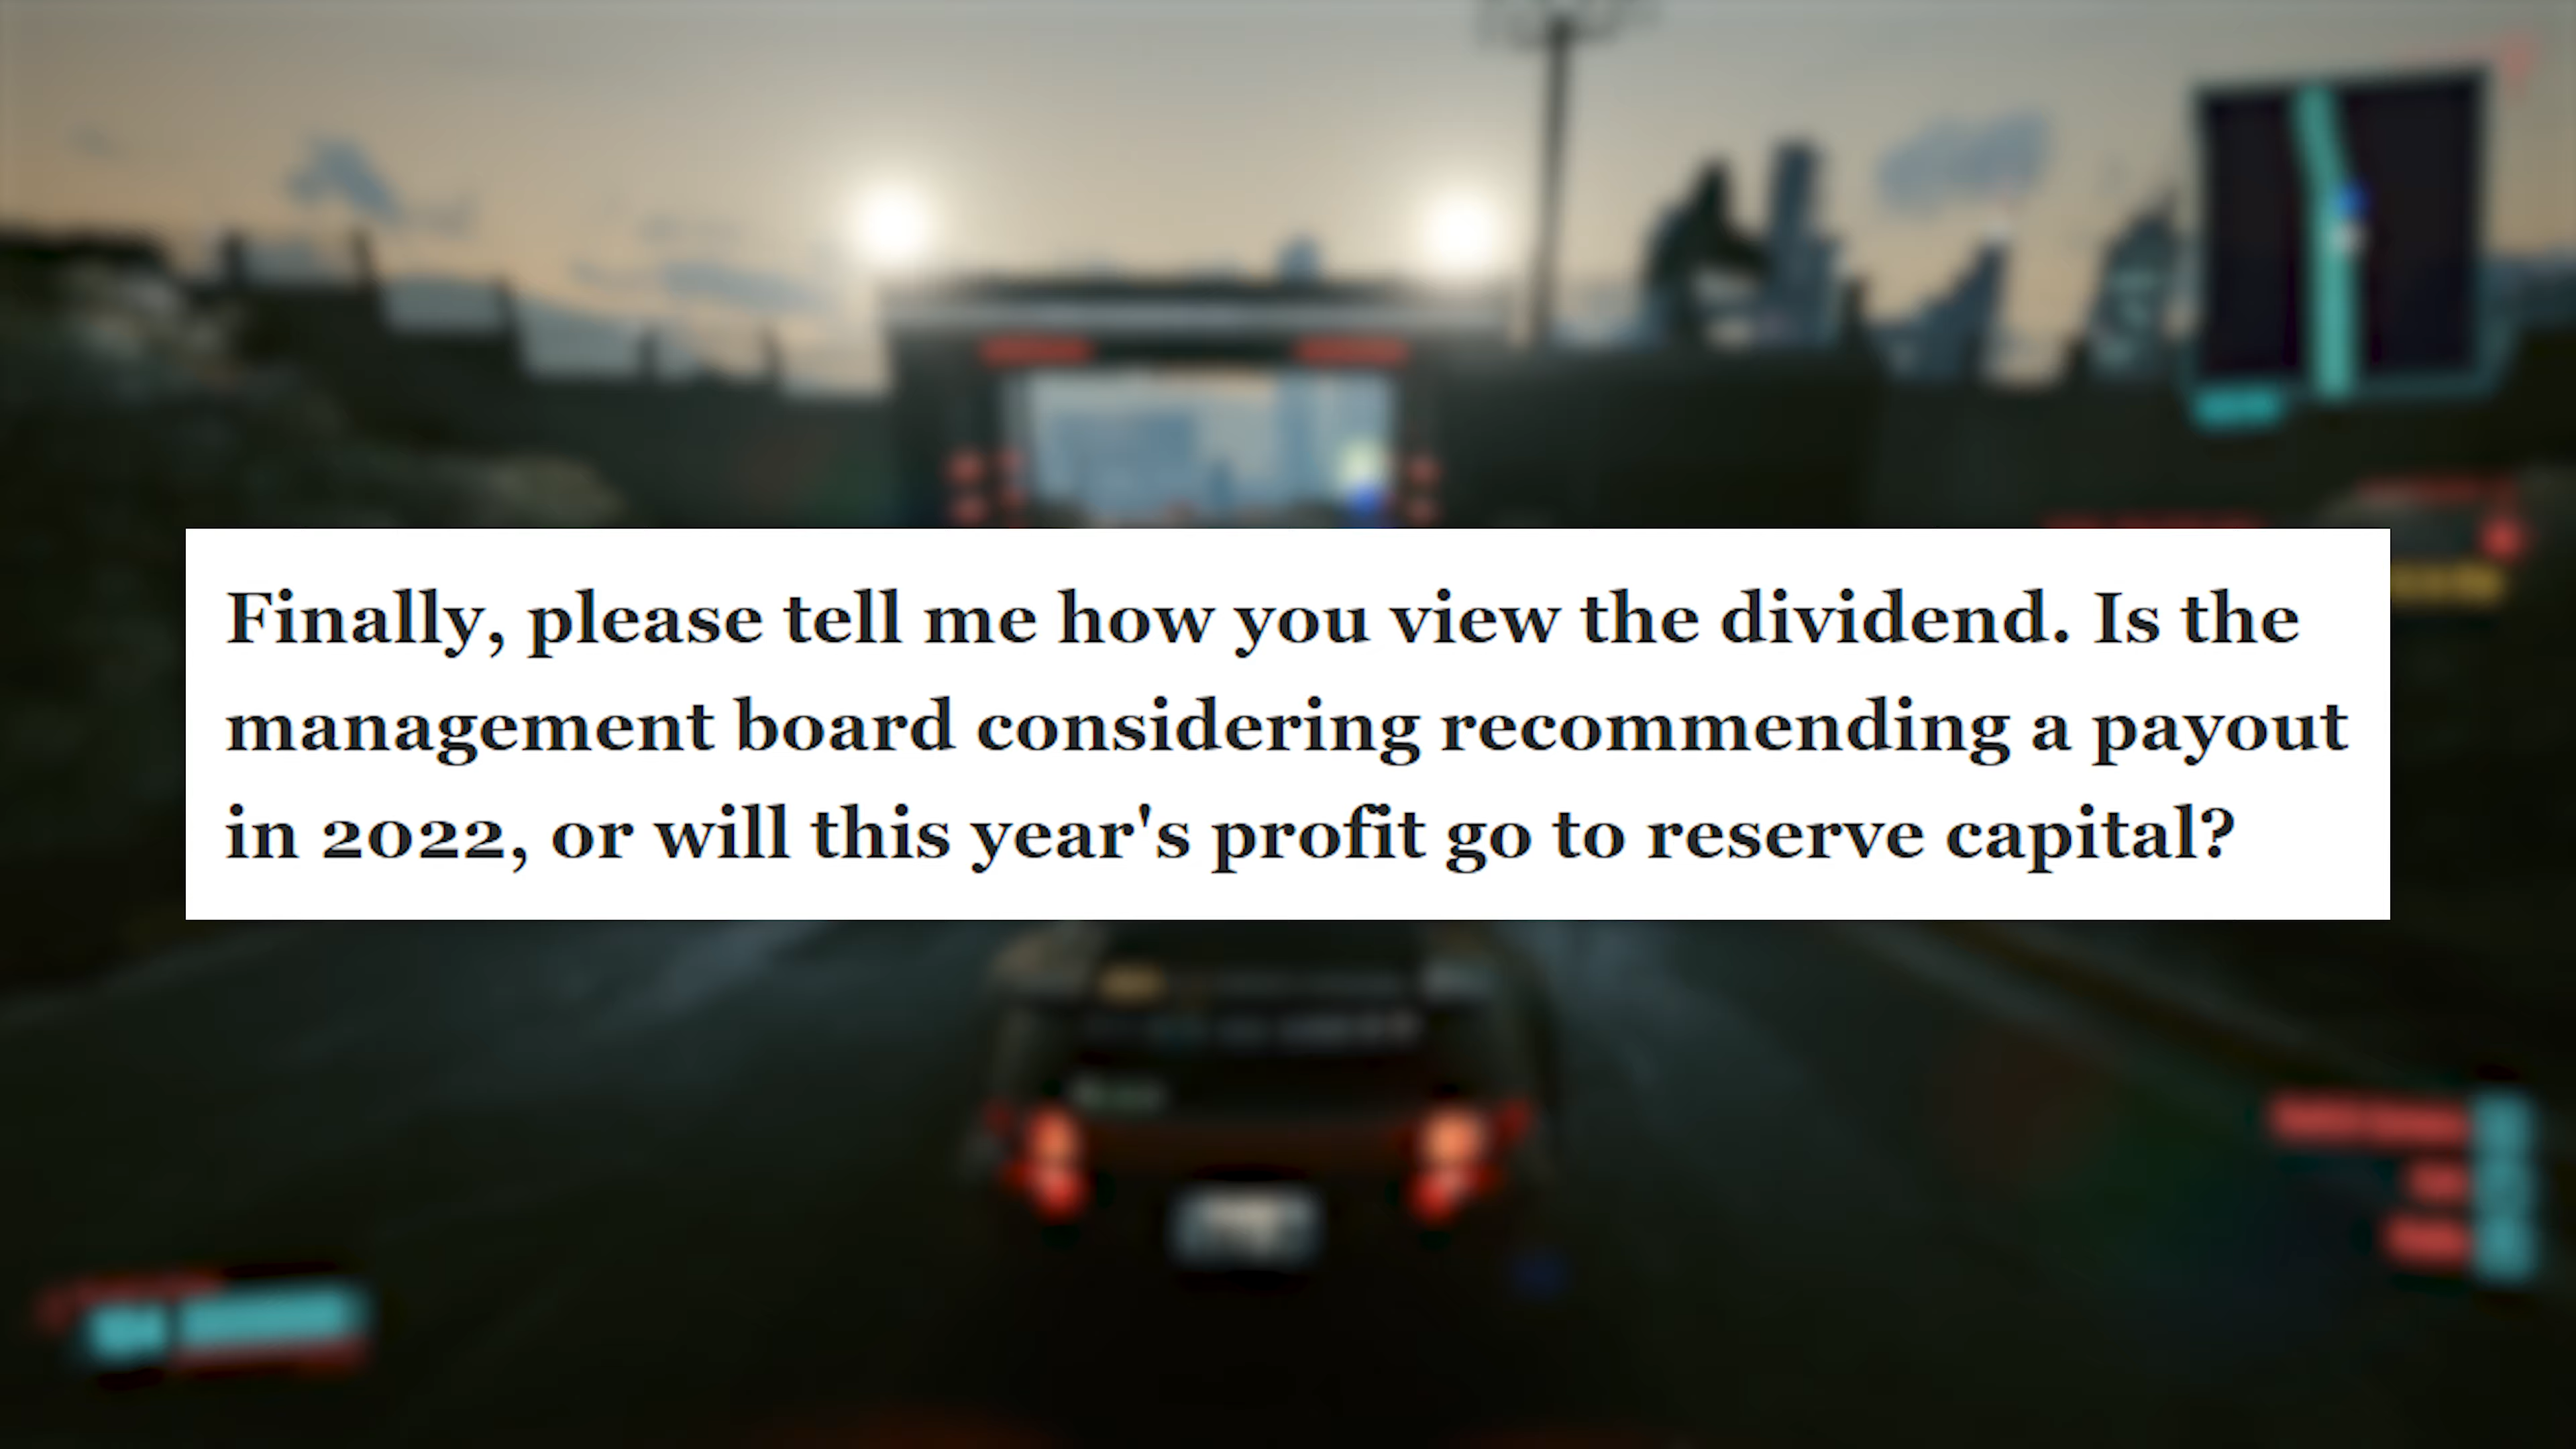 Finally, please tell me how you view the dividend. Is the
management board considering recommending a payout
in 2022, or will this year's profit go to reserve capital?